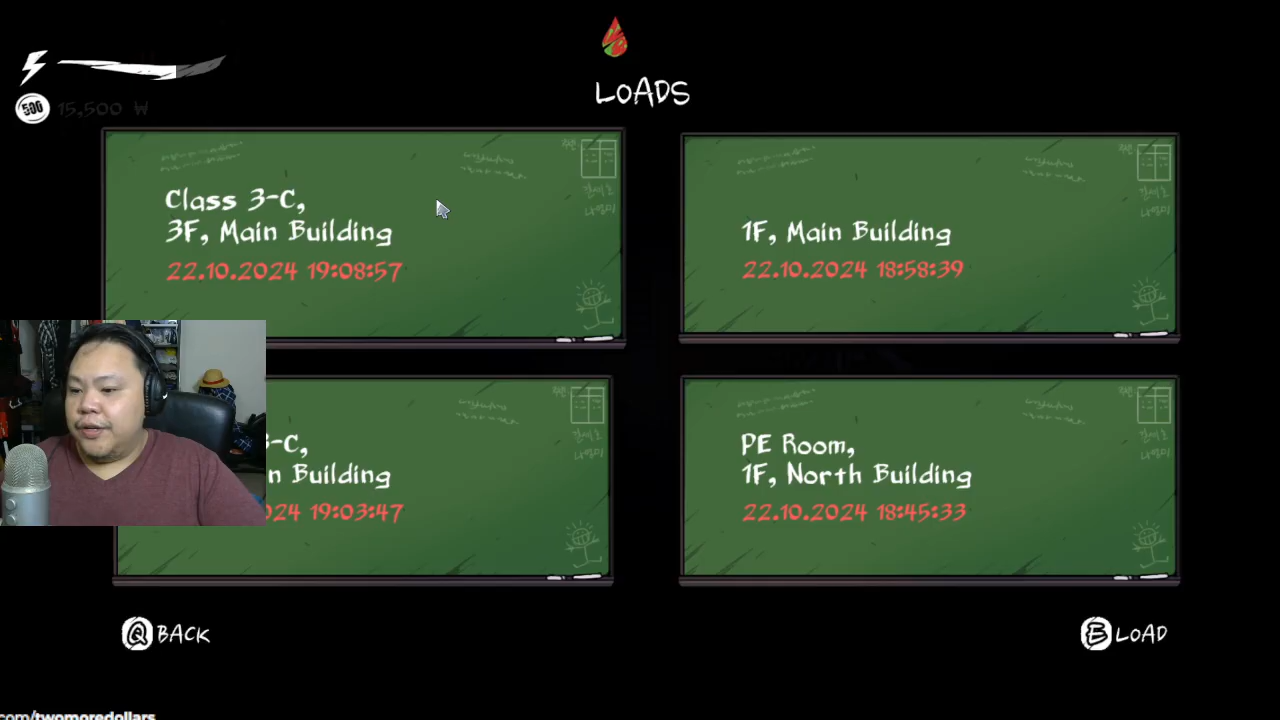 LOADS
500
15,500 ₩
Class 3-C,
3F, Main Building
22.10.2024 19:08:57
1F, Main Building
22.10.2024 18:58:39
3-C,
n Building
024 19:03:47
PE Room,
1F, North Building
22.10.2024 18:45:33
Q BACK
B LOAD
com/twomoredollars